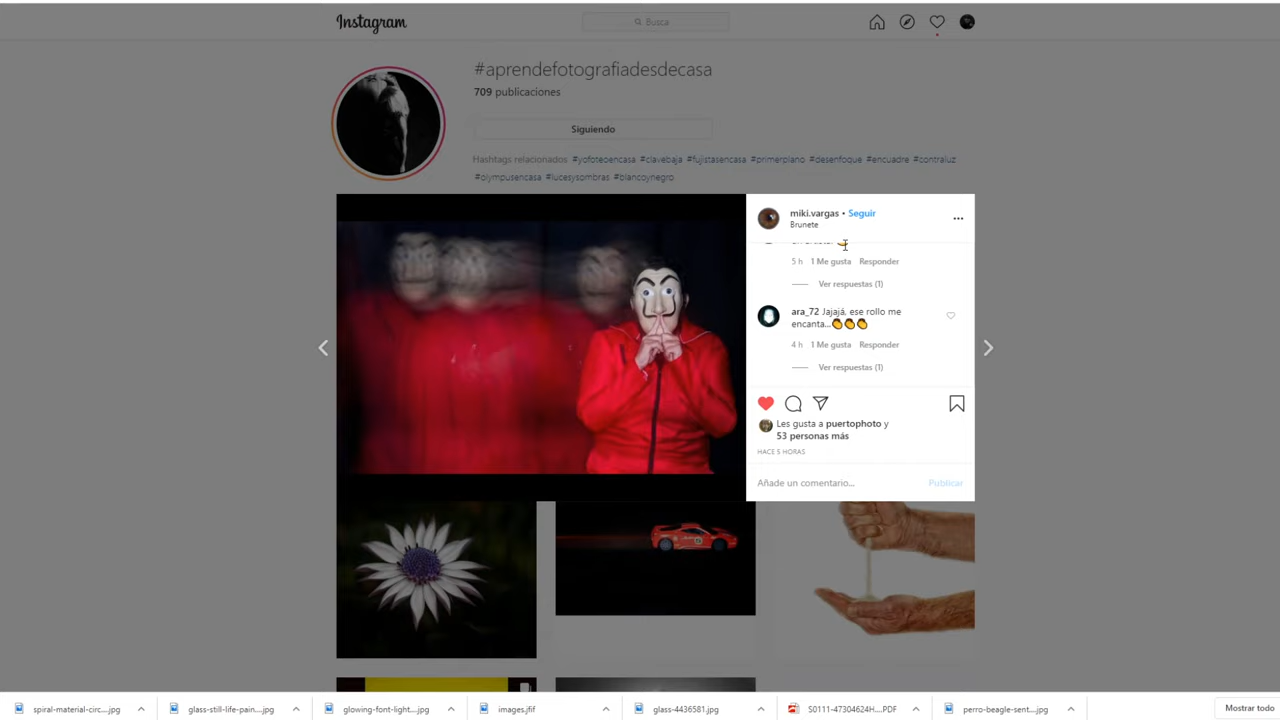 Instagram
Busca
#aprendefotografiadesdecasa
709 publicaciones
Siguiendo
Hashtags relacionados #yofotoencasa #clavebaja #fujistasencasa #primerplano #desenfoque #encuadre #contraluz
#olympusencasa #lucesysombras #blancoynegro
miki.vargas • Seguir
Brunete
5 h 1 Me gusta Responder
Ver respuestas (1)
ara_72 Jajajá, ese rollo me
encanta...👏👏👏
4 h 1 Me gusta Responder
Ver respuestas (1)
Les gusta a puertophoto y
53 personas más
HACE 5 HORAS
Añade un comentario...
Publicar
spiral-material-circ....jpg
glass-still-life-pain....jpg
glowing-font-light....jpg
images.jfif
glass-4436581.jpg
S0111-47304624H....PDF
perro-beagle-sent....jpg
Mostrar todo